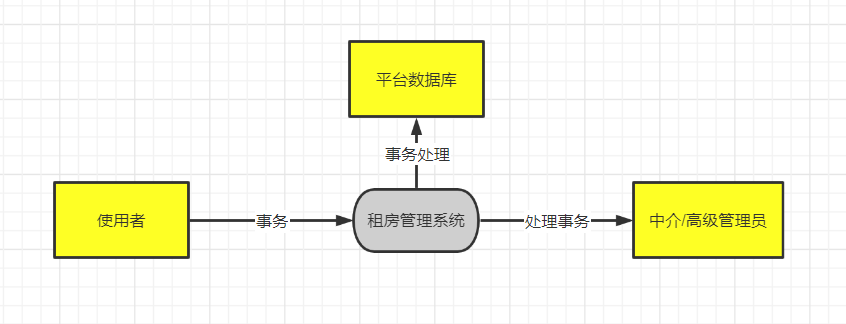 平台数据库
事务处理
使用者
事务
租房管理系统
处理事务
中介/高级管理员